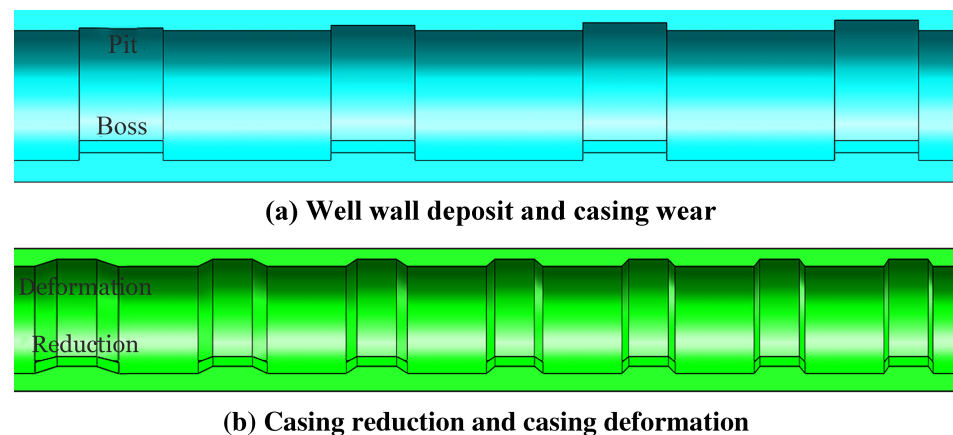 Pit
Boss
(a) Well wall deposit and casing wear
Deformation
Reduction
(b) Casing reduction and casing deformation